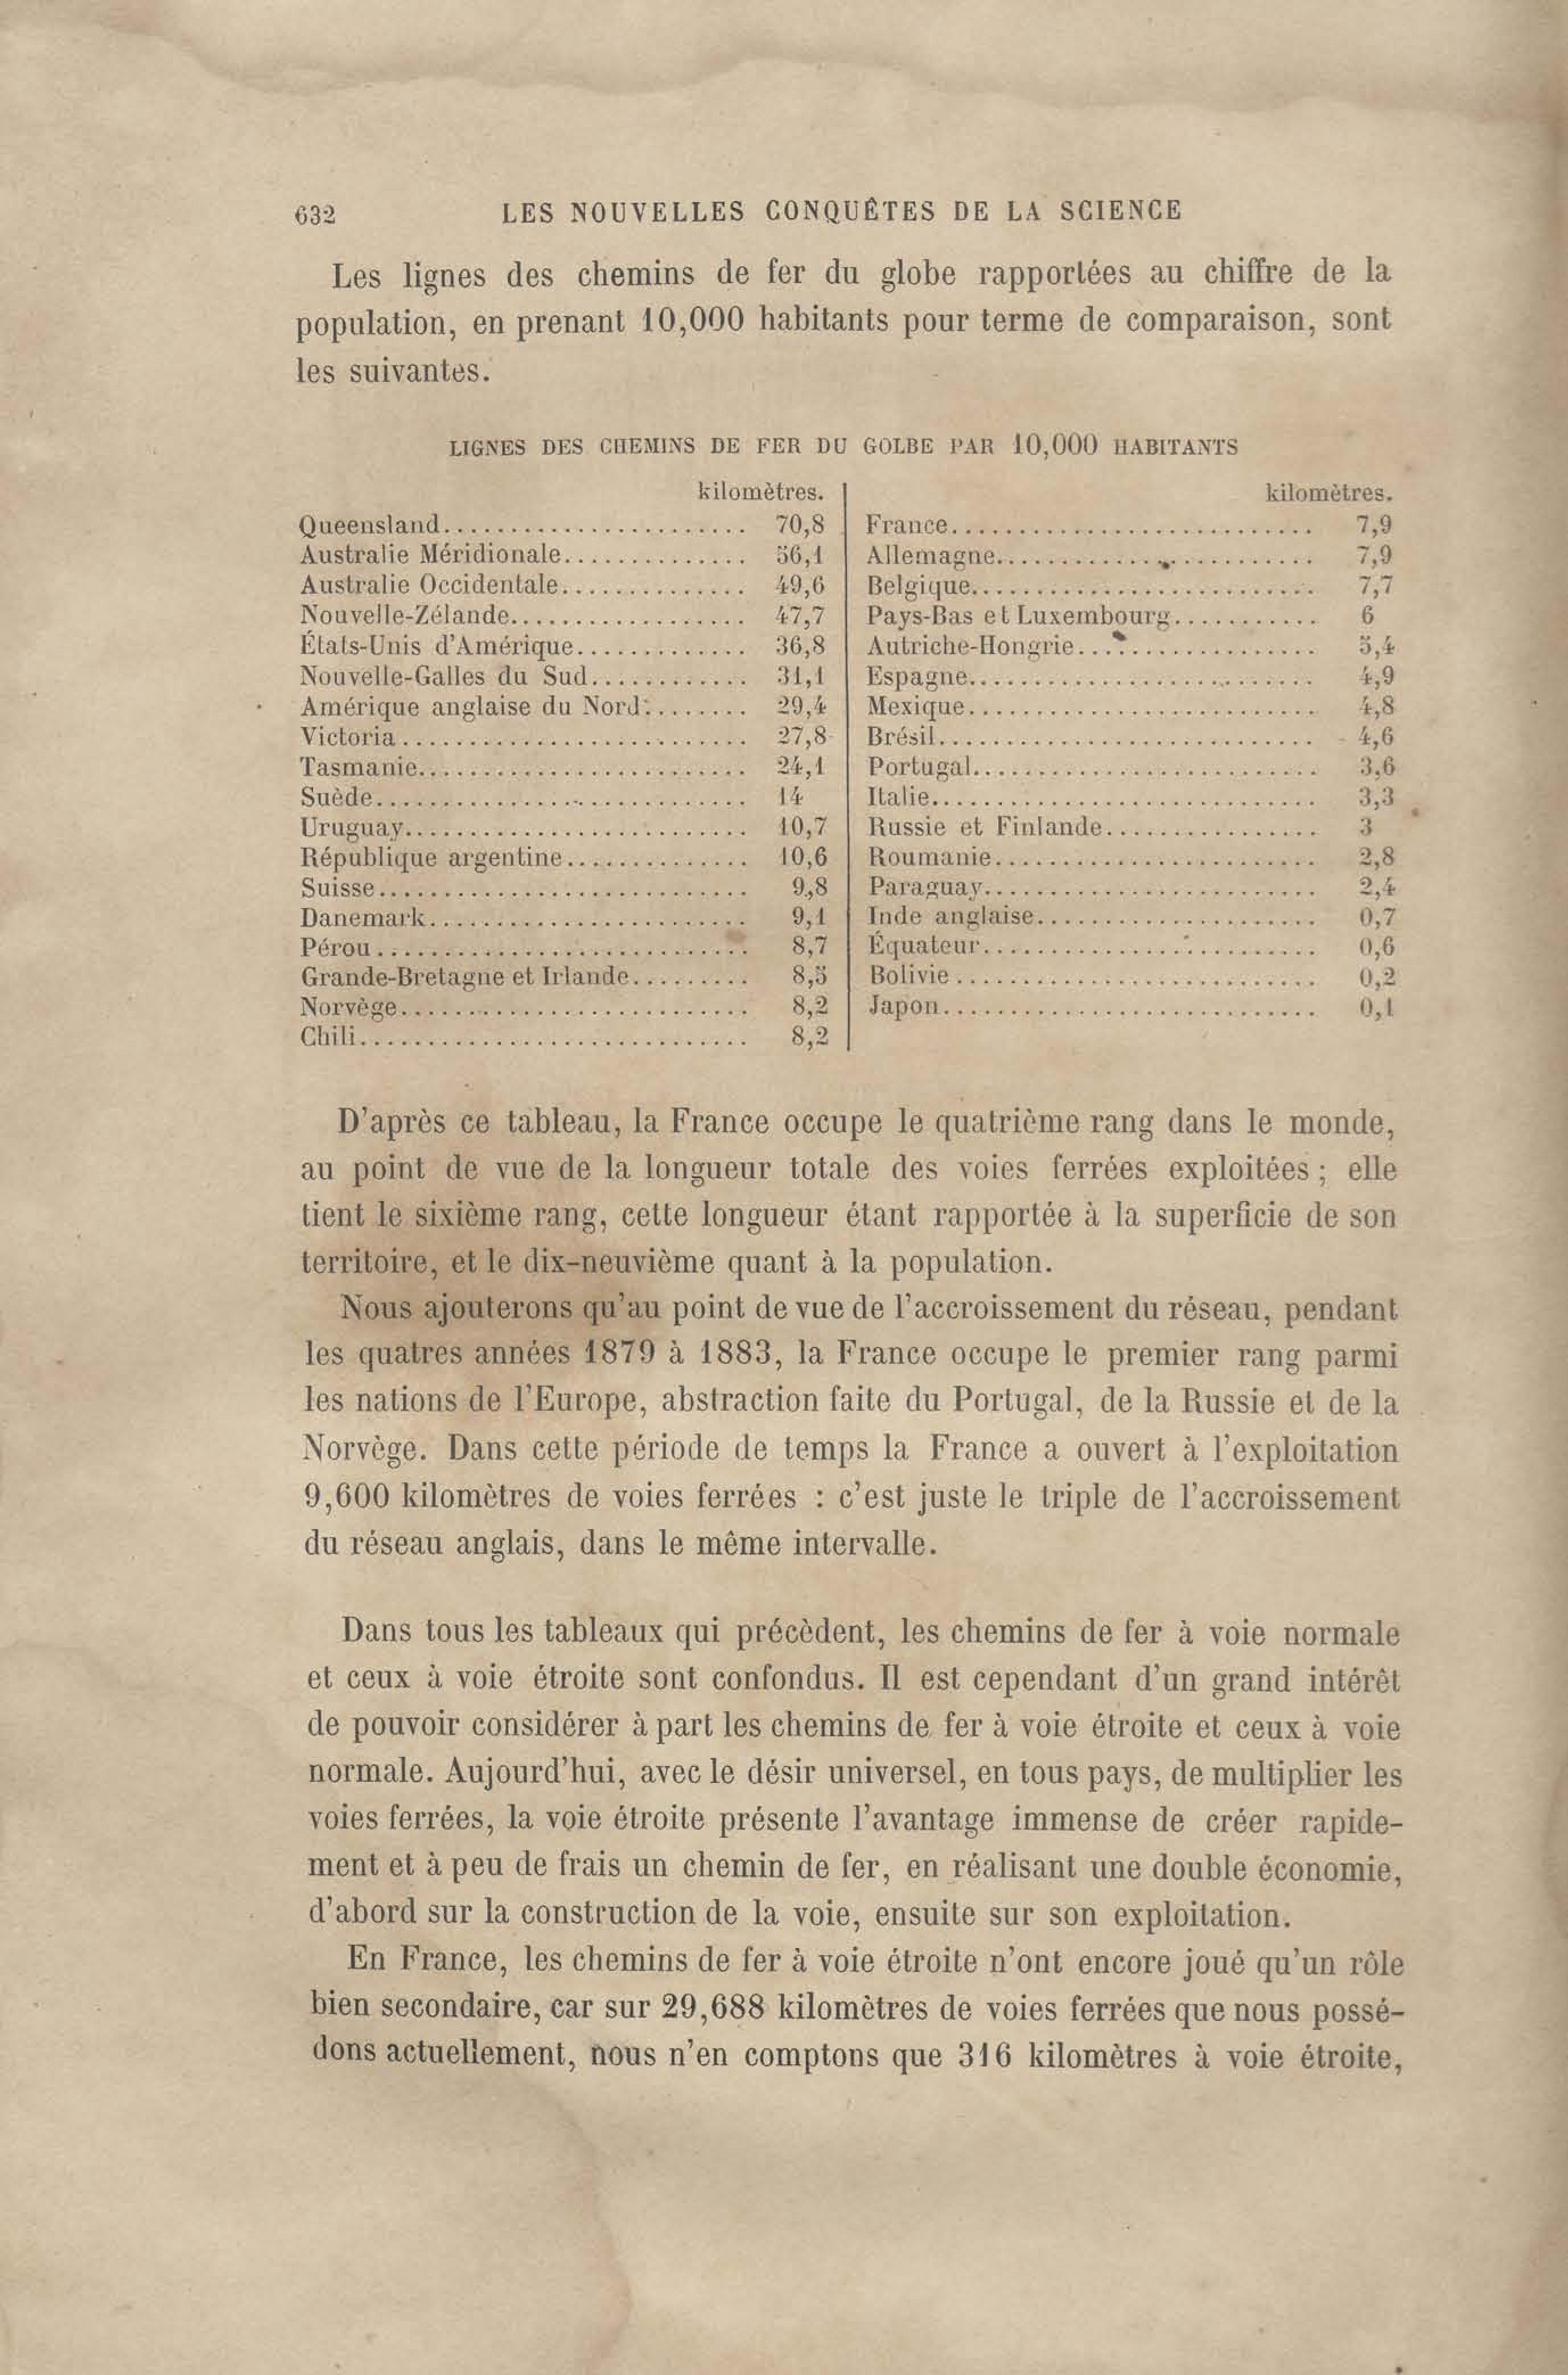 632 LES NOUVELLES CONQUÊTES DE LA SCIENCE
Les lignes des chemins de fer du globe rapportées au chiffre de la
population, en prenant 10,000 habitants pour terme de comparaison, sont
les suivantes.
LIGNES DES CHEMINS DE FER DU GOLBE PAR 10,000 HABITANTS
kilomètres.
Queensland....................... 70,8
Australie Méridionale.............. 56,1
Australie Occidentale.............. 49,6
Nouvelle-Zélande.................. 47,7
États-Unis d'Amérique............. 36,8
Nouvelle-Galles du Sud............ 31,1
Amérique anglaise du Nord........ 29,4
Victoria.......................... 27,8
Tasmanie......................... 24,1
Suède............................ 14
Uruguay.......................... 10,7
République argentine.............. 10,6
Suisse............................ 9,8
Danemark........................ 9,1
Pérou............................ 8,7
Grande-Bretagne et Irlande......... 8,5
Norvège.......................... 8,2
Chili............................. 8,2
kilomètres.
France........................... 7,9
Allemagne........................ 7,9
Belgique.......................... 7,7
Pays-Bas et Luxembourg........... 6
Autriche-Hongrie.................. 5,4
Espagne.......................... 4,9
Mexique.......................... 4,8
Brésil............................ 4,6
Portugal.......................... 3,6
Italie............................. 3,3
Russie et Finlande................ 3
Roumanie........................ 2,8
Paraguay......................... 2,4
Inde anglaise..................... 0,7
Équateur......................... 0,6
Bolivie........................... 0,2
Japon............................ 0,1
D'après ce tableau, la France occupe le quatrième rang dans le monde,
au point de vue de la longueur totale des voies ferrées exploitées ; elle
tient le sixième rang, cette longueur étant rapportée à la superficie de son
territoire, et le dix-neuvième quant à la population.
Nous ajouterons qu'au point de vue de l'accroissement du réseau, pendant
les quatres années 1879 à 1883, la France occupe le premier rang parmi
les nations de l'Europe, abstraction faite du Portugal, de la Russie et de la
Norvège. Dans cette période de temps la France a ouvert à l'exploitation
9,600 kilomètres de voies ferrées : c'est juste le triple de l'accroissement
du réseau anglais, dans le même intervalle.
Dans tous les tableaux qui précèdent, les chemins de fer à voie normale
et ceux à voie étroite sont confondus. Il est cependant d'un grand intérêt
de pouvoir considérer à part les chemins de fer à voie étroite et ceux à voie
normale. Aujourd'hui, avec le désir universel, en tous pays, de multiplier les
voies ferrées, la voie étroite présente l'avantage immense de créer rapide-
ment et à peu de frais un chemin de fer, en réalisant une double économie,
d'abord sur la construction de la voie, ensuite sur son exploitation.
En France, les chemins de fer à voie étroite n'ont encore joué qu'un rôle
bien secondaire, car sur 29,688 kilomètres de voies ferrées que nous possé-
dons actuellement, nous n'en comptons que 316 kilomètres à voie étroite,